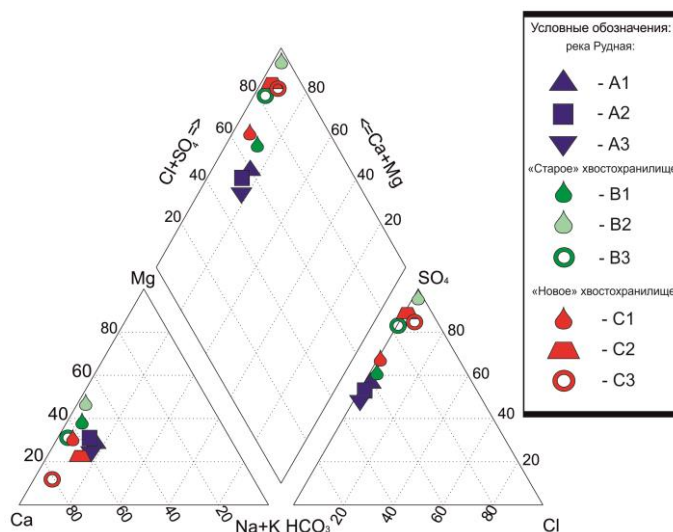 80
80
60
60
Cl+SO₄ =>
<=Ca+Mg
40
40
20
20
Mg
SO₄
80
80
60
60
40
40
20
20
Ca
80
60
40
20
Na+K
HCO₃
20
40
60
80
Cl
Условные обозначения:
река Рудная:
- A1
- A2
- A3
«Старое» хвостохранилище
- B1
- B2
- B3
«Новое» хвостохранилище
- C1
- C2
- C3